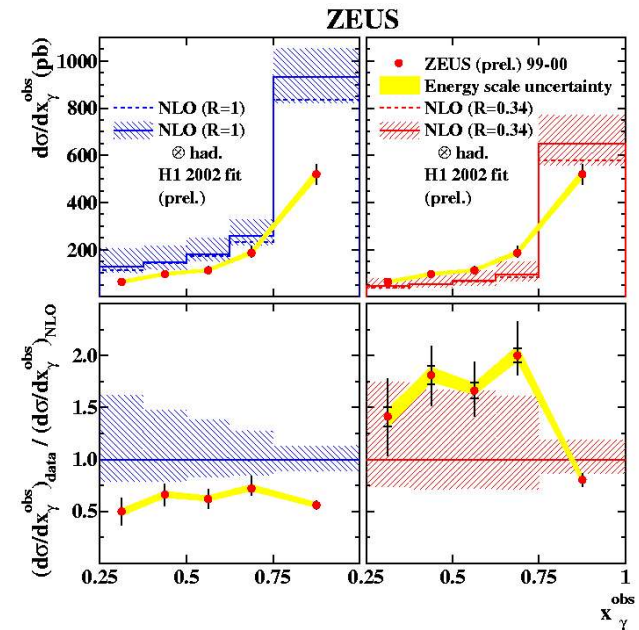 ZEUS
dσ/dx_γ^obs (pb)
1000
800
600
400
200
NLO (R=1)
NLO (R=1)
⊗ had.
H1 2002 fit
(prel.)
ZEUS (prel.) 99-00
Energy scale uncertainty
NLO (R=0.34)
NLO (R=0.34)
⊗ had.
H1 2002 fit
(prel.)
(dσ/dx_γ^obs)_data / (dσ/dx_γ^obs)_NLO
2.0
1.5
1.0
0.5
0.25 0.5 0.75 0.25 0.5 0.75 1
x_γ^obs